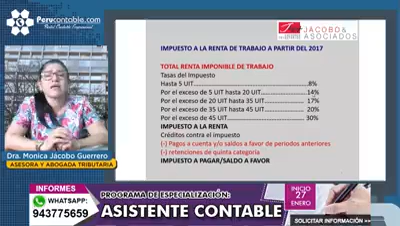 Perucontable.com
Portal Contable Empresarial
JÁCOBO &
ASOCIADOS
IMPUESTO A LA RENTA DE TRABAJO A PARTIR DEL 2017
TOTAL RENTA IMPONIBLE DE TRABAJO
Tasas del Impuesto
Hasta 5 UIT.......................................................8%
Por el exceso de 5 UIT hasta 20 UIT...............14%
Por el exceso de 20 UIT hasta 35 UIT............. 17%
Por el exceso de 35 UIT hasta 45 UIT............. 20%
Por el exceso de 45 UIT................................... 30%
IMPUESTO A LA RENTA
Créditos contra el impuesto
(-) Pagos a cuenta y/o saldos a favor de periodos anteriores
(-) retenciones de quinta categoría
IMPUESTO A PAGAR/SALDO A FAVOR
Dra. Monica Jácobo Guerrero
ASESORA Y ABOGADA TRIBUTARIA
INFORMES
WHATSAPP:
943775659
PROGRAMA DE ESPECIALIZACIÓN:
ASISTENTE CONTABLE
INICIO
27
ENERO
SOLICITAR INFORMACIÓN >>